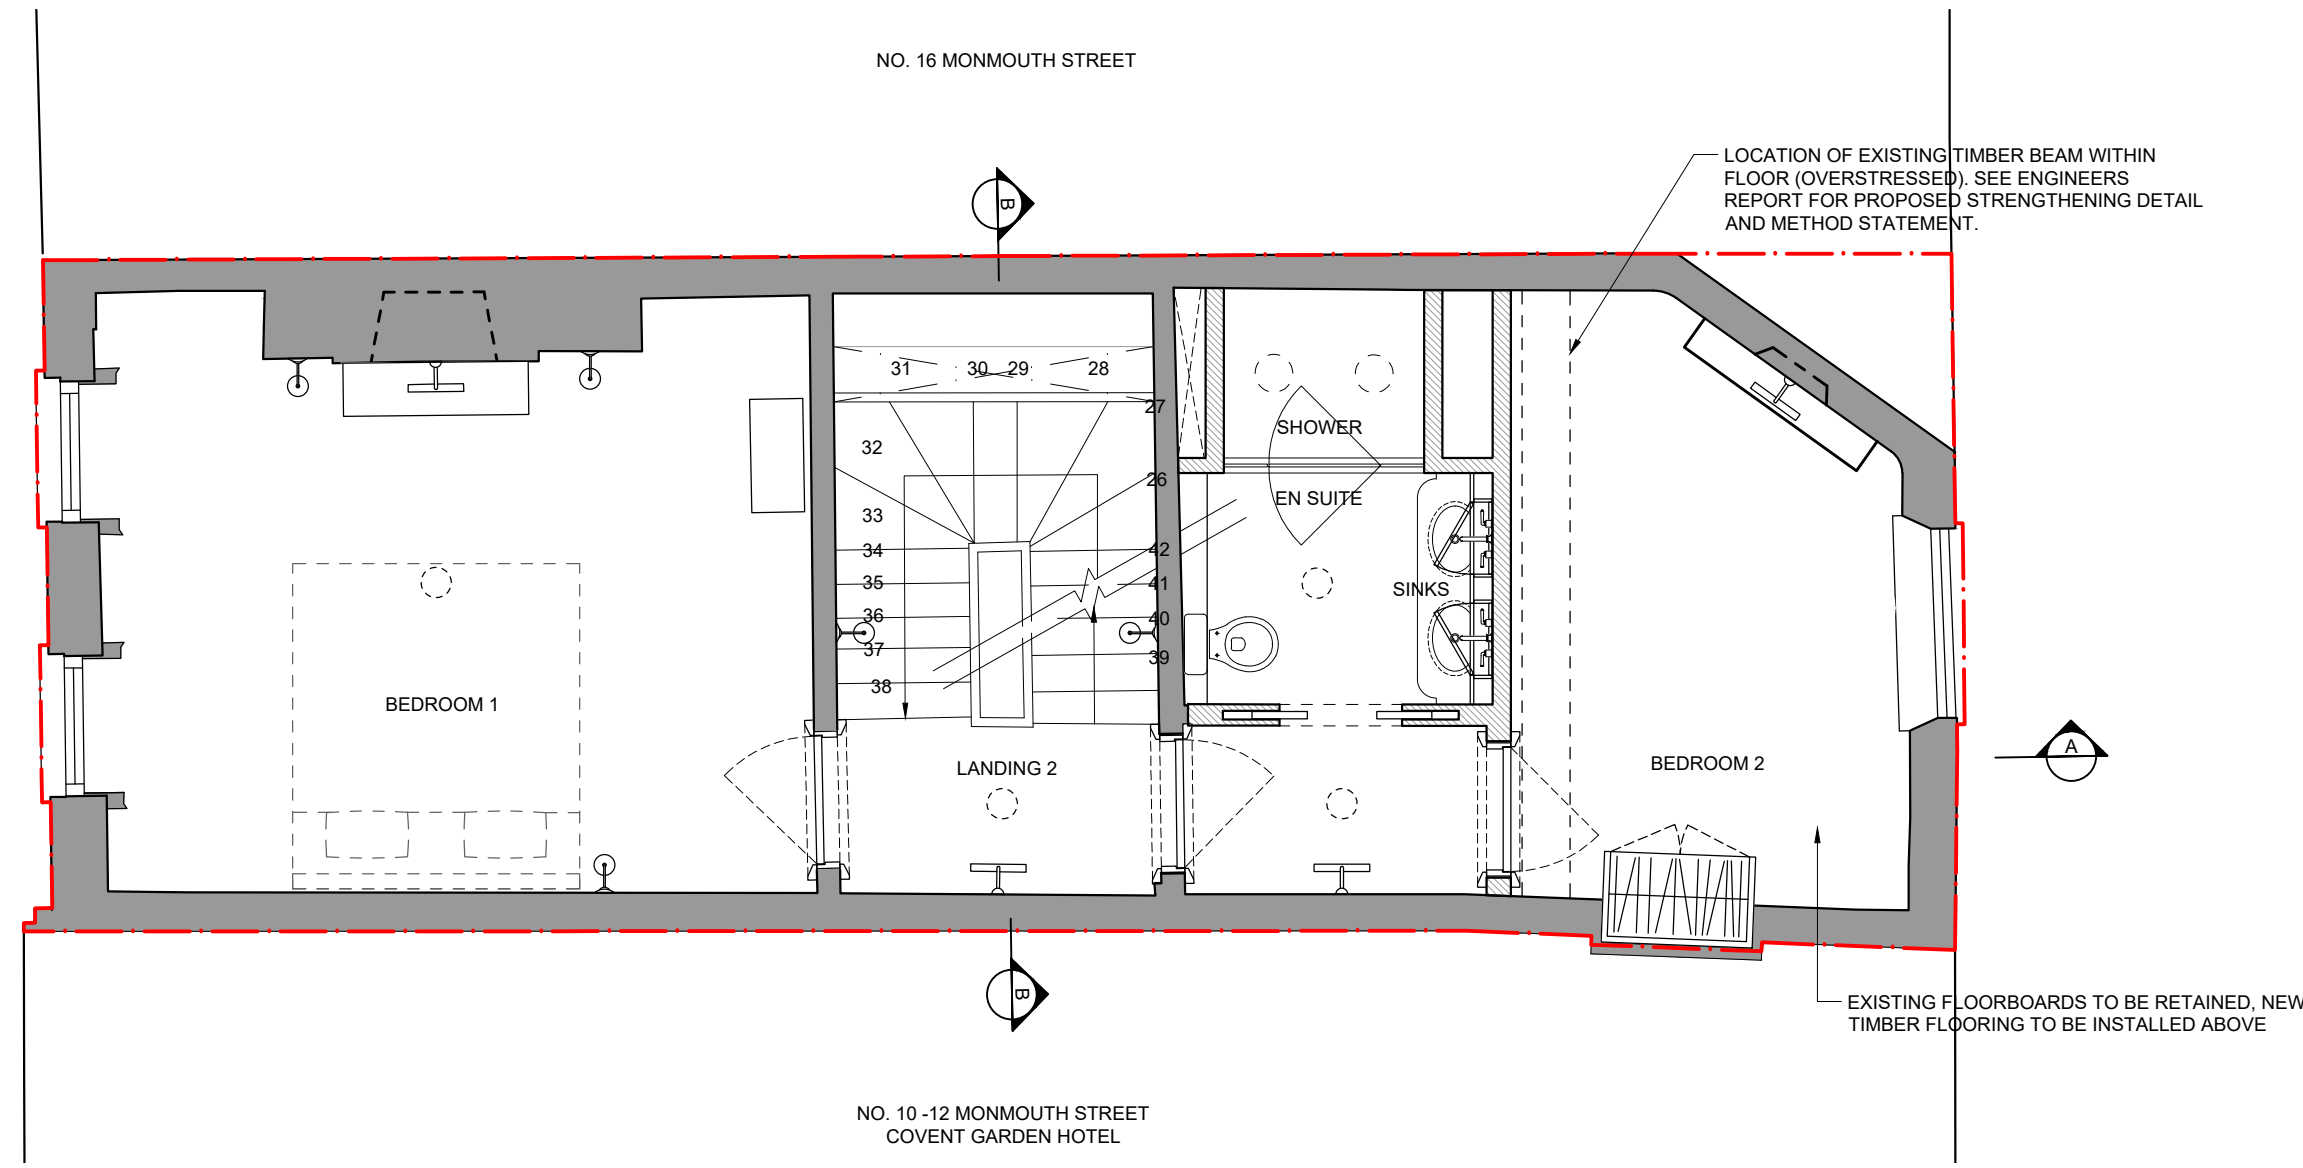 NO. 16 MONMOUTH STREET
LOCATION OF EXISTING TIMBER BEAM WITHIN
FLOOR (OVERSTRESSED). SEE ENGINEERS
REPORT FOR PROPOSED STRENGTHENING DETAIL
AND METHOD STATEMENT.
B
31
30
29
28
27
32
SHOWER
26
EN SUITE
33
34
42
35
41
SINKS
36
40
37
39
38
BEDROOM 1
LANDING 2
BEDROOM 2
A
B
EXISTING FLOORBOARDS TO BE RETAINED, NEW
TIMBER FLOORING TO BE INSTALLED ABOVE
NO. 10 -12 MONMOUTH STREET
COVENT GARDEN HOTEL